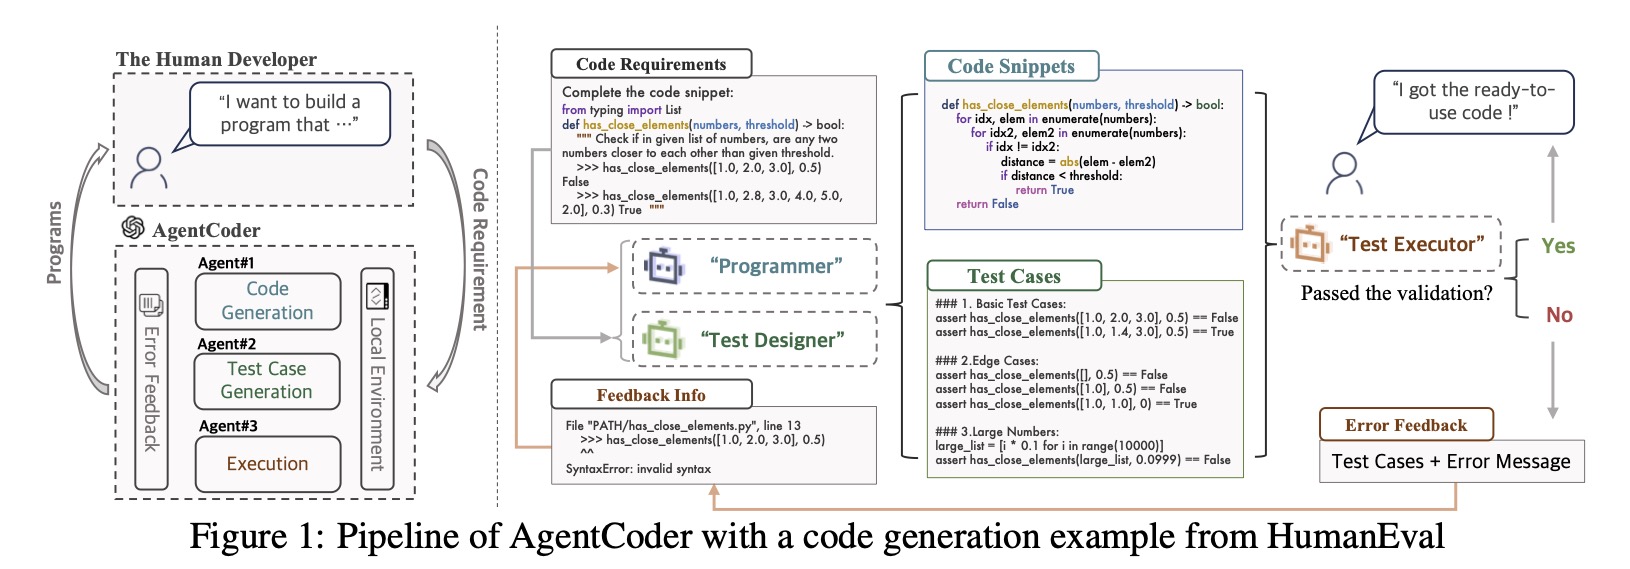 The Human Developer
“I want to build a
program that ⋯”
Programs
Code Requirement
AgentCoder
Error Feedback
Agent#1
Code
Generation
Agent#2
Test Case
Generation
Agent#3
Execution
Local Environment
Code Requirements
Complete the code snippet:
from typing import List
def has_close_elements(numbers, threshold) -> bool:
""" Check if in given list of numbers, are any two
numbers closer to each other than given threshold.
>>> has_close_elements([1.0, 2.0, 3.0], 0.5)
False
>>> has_close_elements([1.0, 2.8, 3.0, 4.0, 5.0,
2.0], 0.3) True """
“Programmer”
“Test Designer”
Feedback Info
File "PATH/has_close_elements.py", line 13
>>> has_close_elements([1.0, 2.0, 3.0], 0.5)
^^
SyntaxError: invalid syntax
Code Snippets
def has_close_elements(numbers, threshold) -> bool:
for idx, elem in enumerate(numbers):
for idx2, elem2 in enumerate(numbers):
if idx != idx2:
distance = abs(elem - elem2)
if distance < threshold:
return True
return False
Test Cases
### 1. Basic Test Cases:
assert has_close_elements([1.0, 2.0, 3.0], 0.5) == False
assert has_close_elements([1.0, 1.4, 3.0], 0.5) == True
### 2.Edge Cases:
assert has_close_elements([], 0.5) == False
assert has_close_elements([1.0], 0.5) == False
assert has_close_elements([1.0, 1.0], 0) == True
### 3.Large Numbers:
large_list = [i * 0.1 for i in range(10000)]
assert has_close_elements(large_list, 0.0999) == False
“I got the ready-to-
use code !”
“Test Executor”
Passed the validation?
Yes
No
Error Feedback
Test Cases + Error Message
Figure 1: Pipeline of AgentCoder with a code generation example from HumanEval